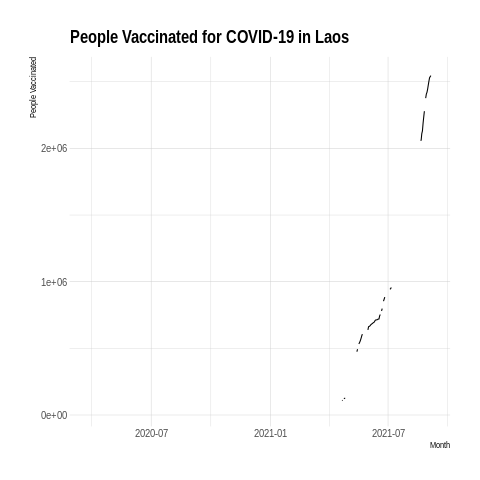 People Vaccinated for COVID-19 in Laos
People Vaccinated
2e+06
1e+06
0e+00
2020-07 2021-01 2021-07
Month